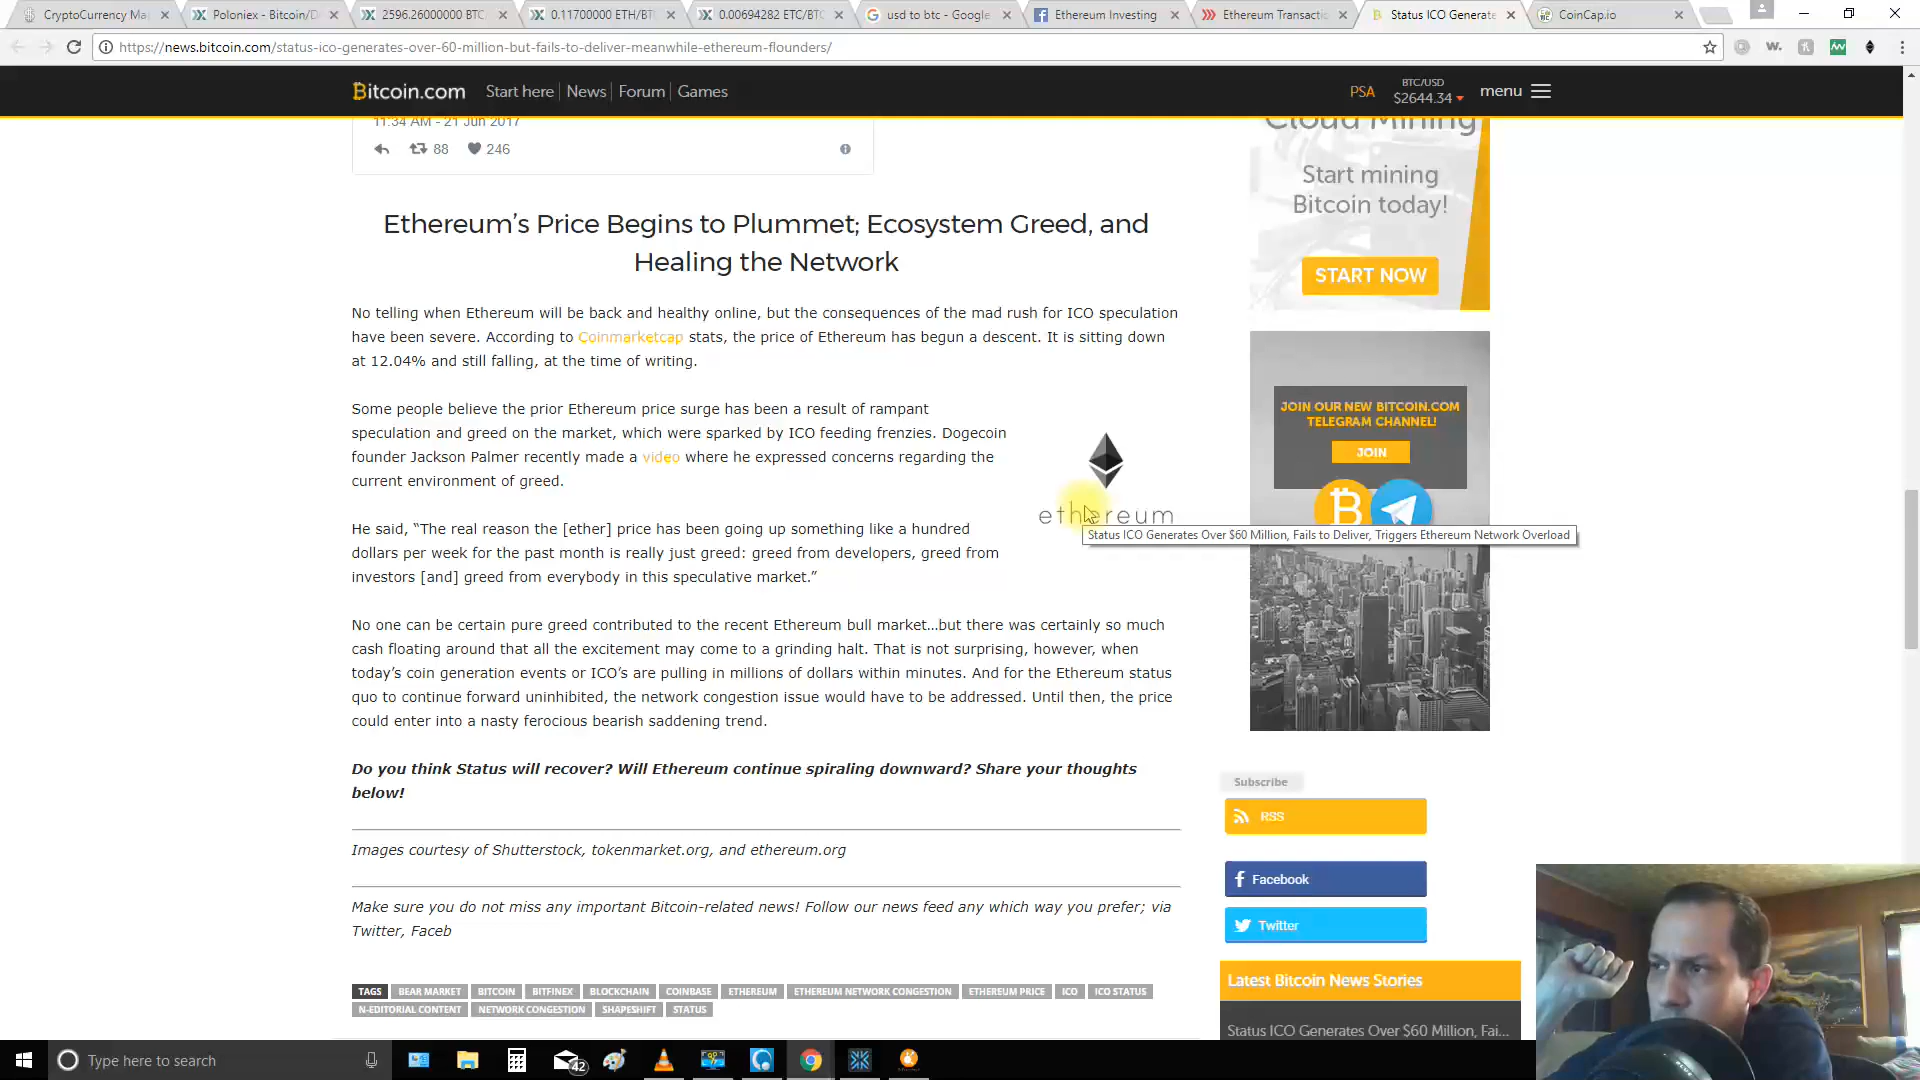 CryptoCurrency Ma
Poloniex - Bitcoin/D
2596.26000000 BTC
0.11700000 ETH/BT
0.00694282 ETC/BTC
usd to btc - Google
Ethereum Investing
Ethereum Transactio
Status ICO Generate
CoinCap.io
https://news.bitcoin.com/status-ico-generates-over-60-million-but-fails-to-deliver-meanwhile-ethereum-flounders/
Bitcoin.com
Start here
News
Forum
Games
PSA
BTC/USD
$2644.34
menu
11:34 AM - 21 Jun 2017
88
246
Ethereum’s Price Begins to Plummet; Ecosystem Greed, and
Healing the Network
No telling when Ethereum will be back and healthy online, but the consequences of the mad rush for ICO speculation
have been severe. According to Coinmarketcap stats, the price of Ethereum has begun a descent. It is sitting down
at 12.04% and still falling, at the time of writing.
Some people believe the prior Ethereum price surge has been a result of rampant
speculation and greed on the market, which were sparked by ICO feeding frenzies. Dogecoin
founder Jackson Palmer recently made a video where he expressed concerns regarding the
current environment of greed.
ethereum
Status ICO Generates Over $60 Million, Fails to Deliver, Triggers Ethereum Network Overload
He said, “The real reason the [ether] price has been going up something like a hundred
dollars per week for the past month is really just greed: greed from developers, greed from
investors [and] greed from everybody in this speculative market.”
No one can be certain pure greed contributed to the recent Ethereum bull market...but there was certainly so much
cash floating around that all the excitement may come to a grinding halt. That is not surprising, however, when
today’s coin generation events or ICO’s are pulling in millions of dollars within minutes. And for the Ethereum status
quo to continue forward uninhibited, the network congestion issue would have to be addressed. Until then, the price
could enter into a nasty ferocious bearish saddening trend.
Do you think Status will recover? Will Ethereum continue spiraling downward? Share your thoughts
below!
Images courtesy of Shutterstock, tokenmarket.org, and ethereum.org
Make sure you do not miss any important Bitcoin-related news! Follow our news feed any which way you prefer; via
Twitter, Faceb
TAGS
BEAR MARKET
BITCOIN
BITFINEX
BLOCKCHAIN
COINBASE
ETHEREUM
ETHEREUM NETWORK CONGESTION
ETHEREUM PRICE
ICO
ICO STATUS
N-EDITORIAL CONTENT
NETWORK CONGESTION
SHAPESHIFT
STATUS
Cloud Mining
Start mining
Bitcoin today!
START NOW
JOIN OUR NEW BITCOIN.COM
TELEGRAM CHANNEL!
JOIN
Subscribe
RSS
Facebook
Twitter
Latest Bitcoin News Stories
Status ICO Generates Over $60 Million, Fai...
Type here to search
42